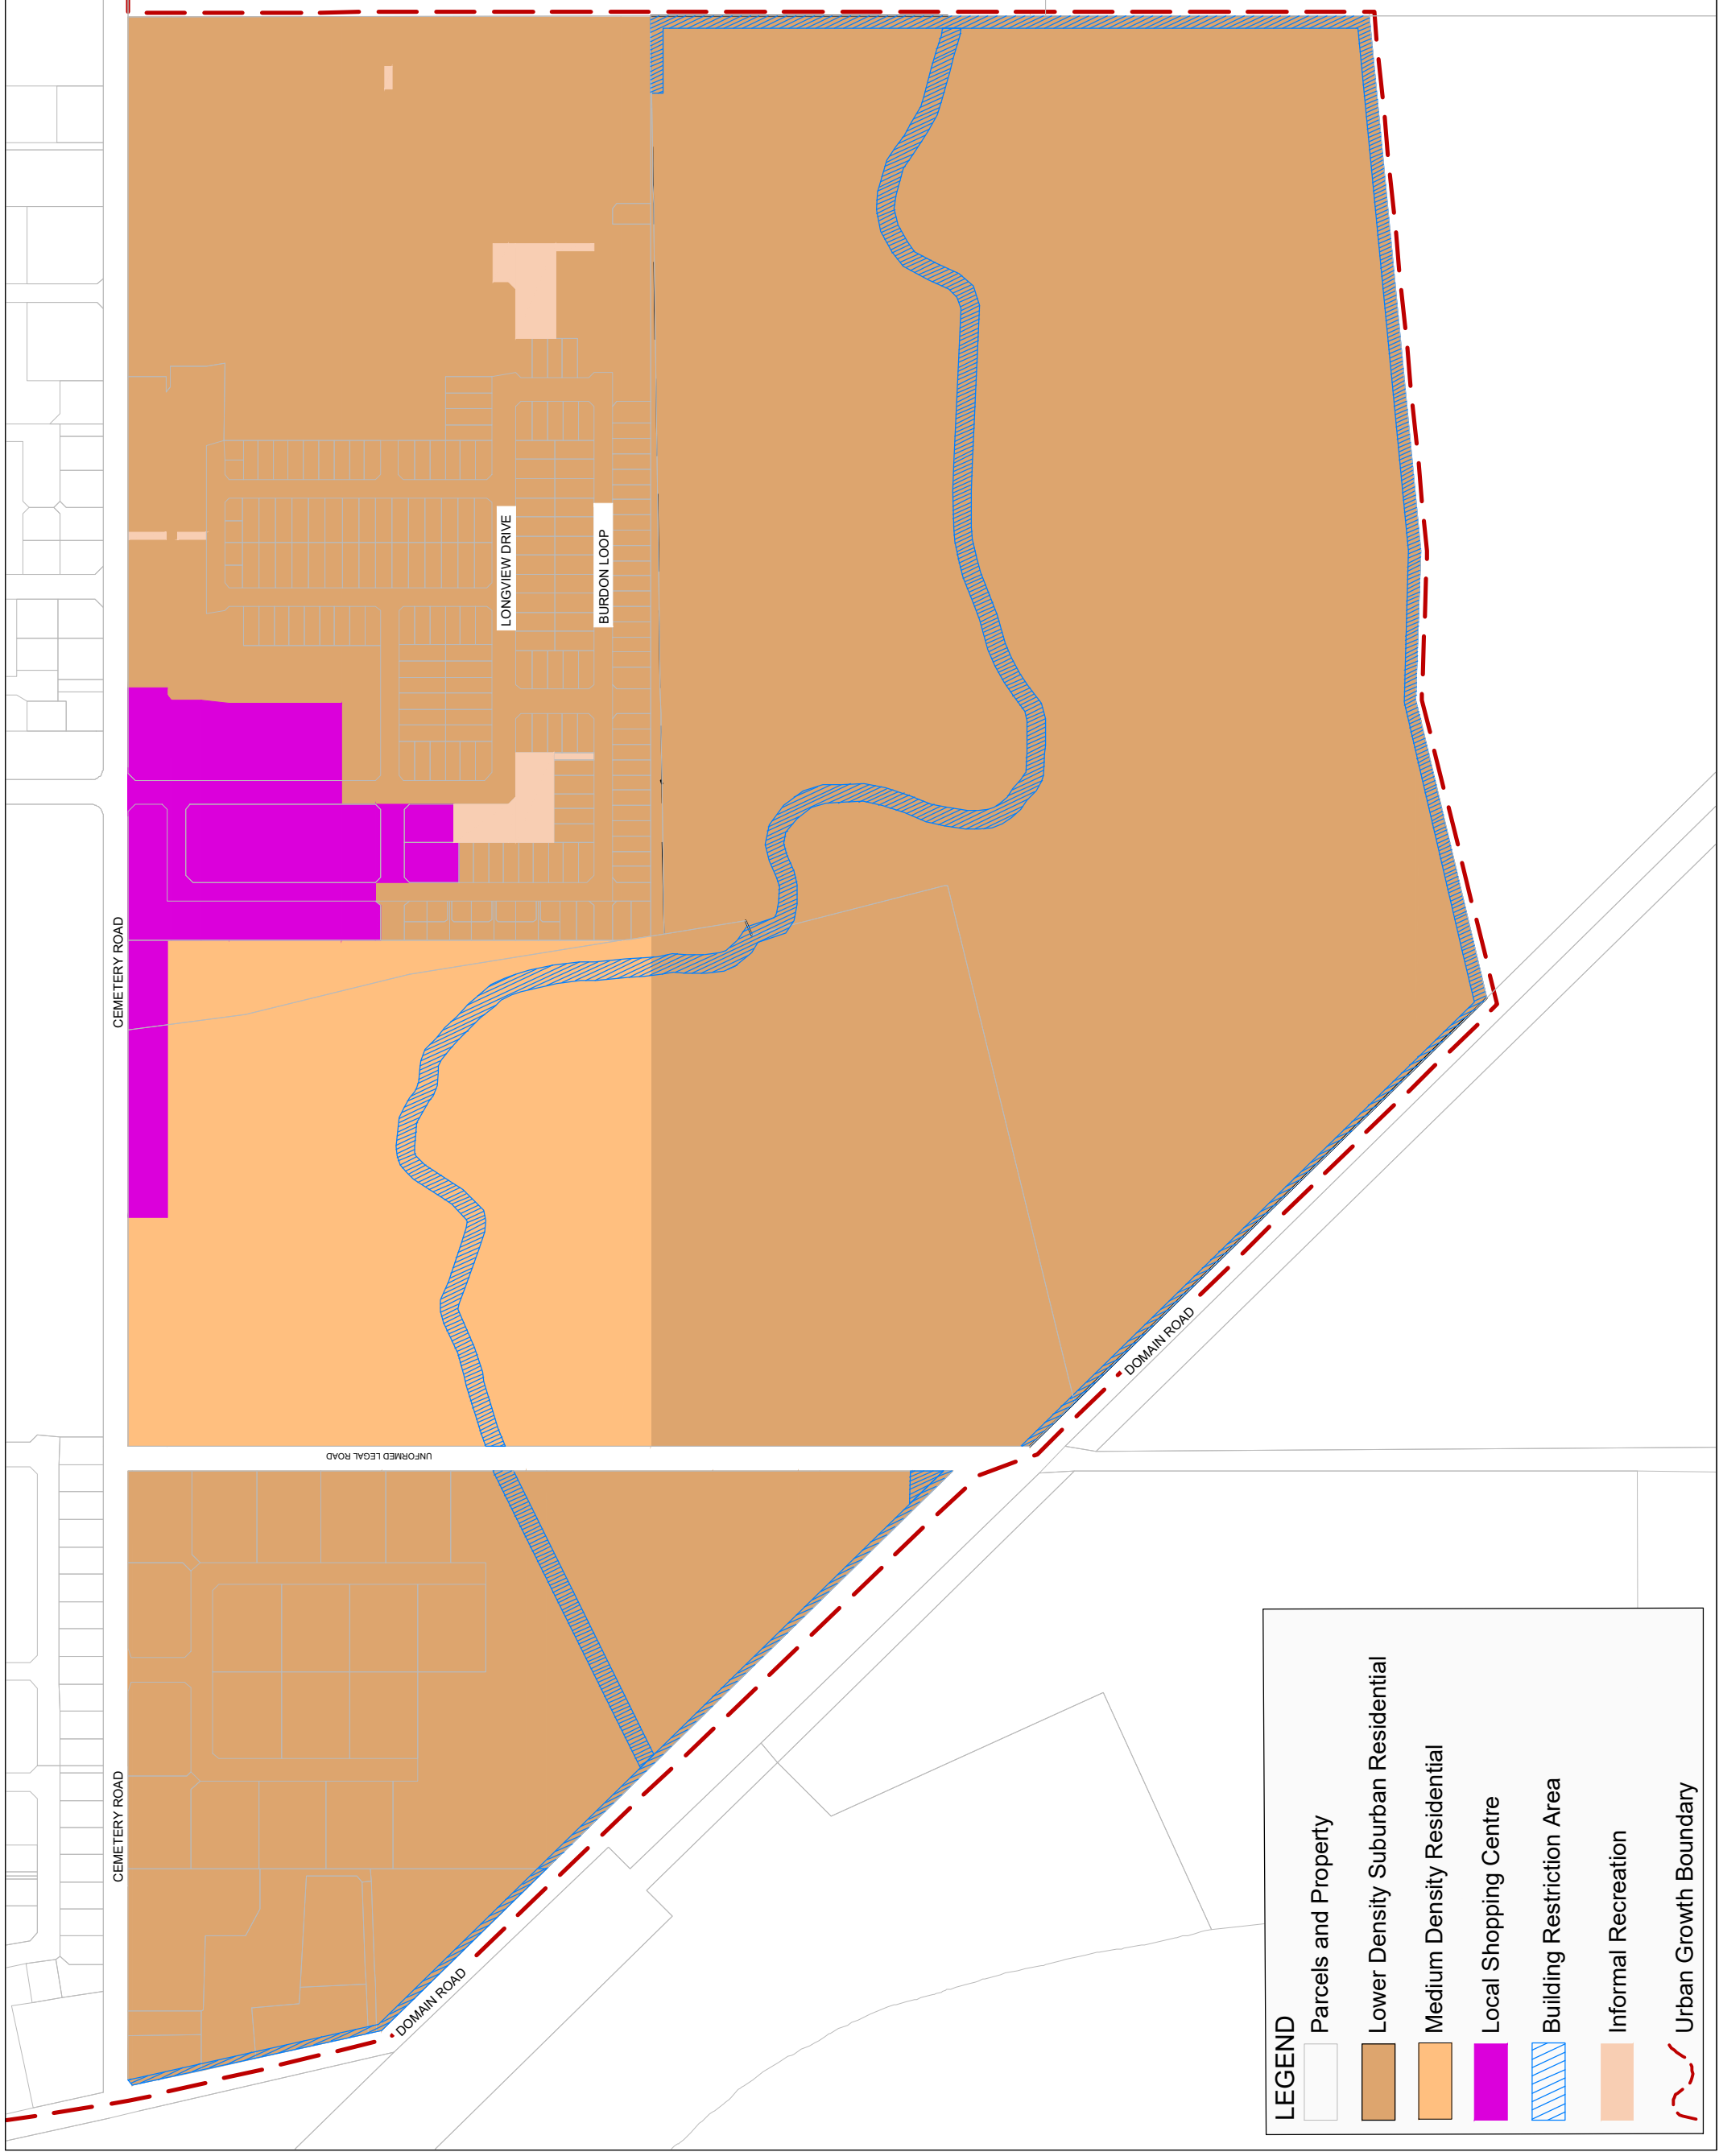 CEMETERY ROAD
CEMETERY ROAD
LONGVIEW DRIVE
BURDON LOOP
UNFORMED LEGAL ROAD
DOMAIN ROAD
DOMAIN ROAD
LEGEND
Parcels and Property
Lower Density Suburban Residential
Medium Density Residential
Local Shopping Centre
Building Restriction Area
Informal Recreation
Urban Growth Boundary